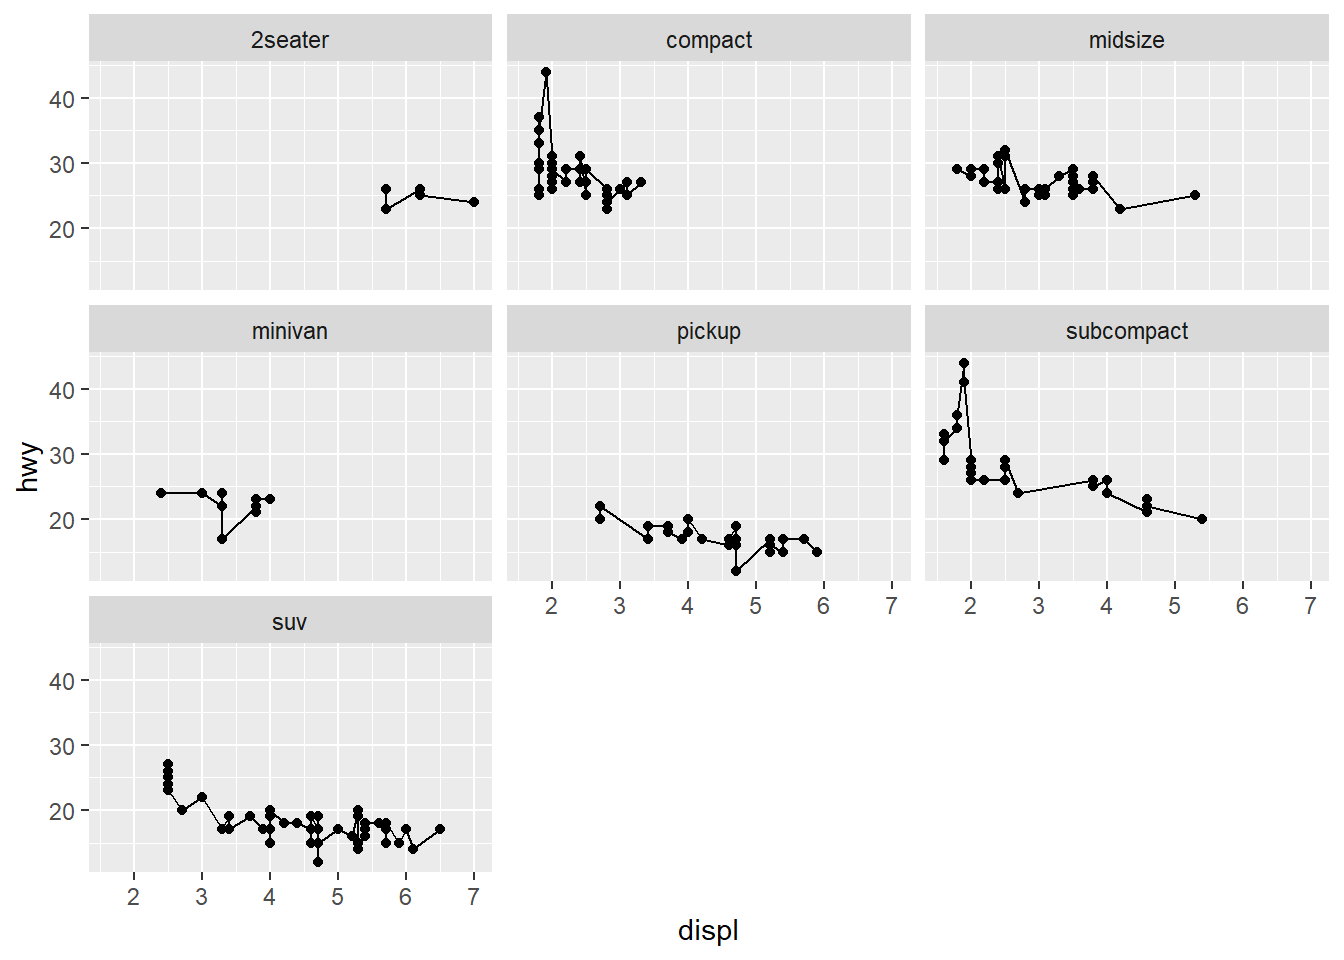 2seater compact midsize
40
30
20
minivan pickup subcompact
40
30
20
2 3 4 5 6 7 2 3 4 5 6 7
suv
40
30
20
2 3 4 5 6 7
hwy
displ